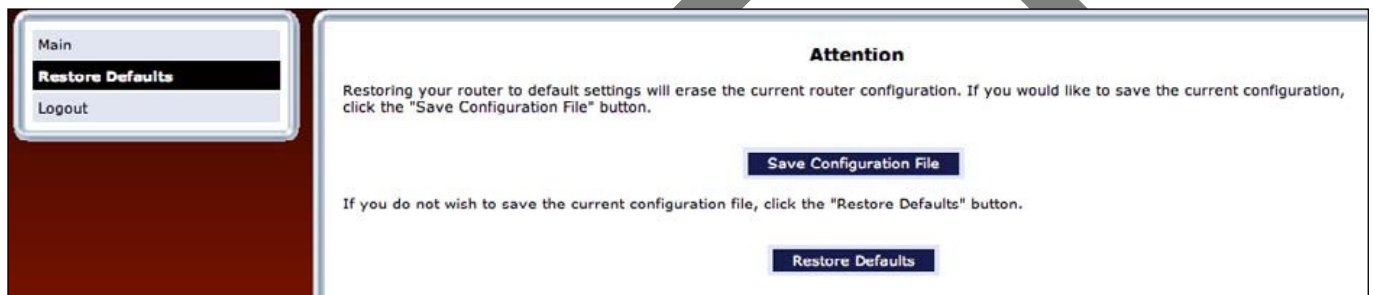 Main
Restore Defaults
Logout
Attention
Restoring your router to default settings will erase the current router configuration. If you would like to save the current configuration,
click the "Save Configuration File" button.
Save Configuration File
If you do not wish to save the current configuration file, click the "Restore Defaults" button.
Restore Defaults